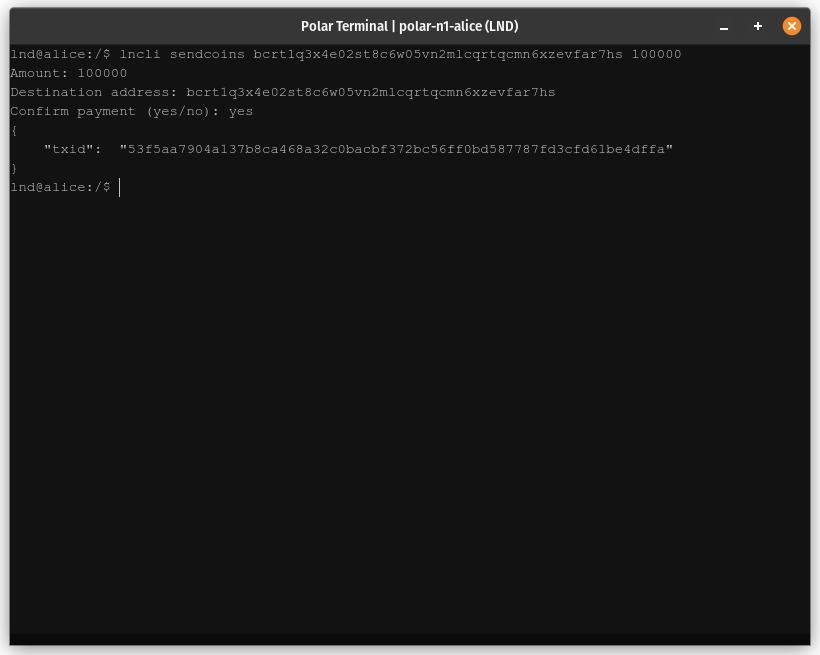 Polar Terminal | polar-n1-alice (LND)
lnd@alice:/$ lncli sendcoins bcrt1q3x4e02st8c6w05vn2mlcqrtqcmn6xzevfar7hs 100000
Amount: 100000
Destination address: bcrt1q3x4e02st8c6w05vn2mlcqrtqcmn6xzevfar7hs
Confirm payment (yes/no): yes
{
    "txid":  "53f5aa7904a137b8ca468a32c0bacbf372bc56ff0bd587787fd3cfd61be4dffa"
}
lnd@alice:/$